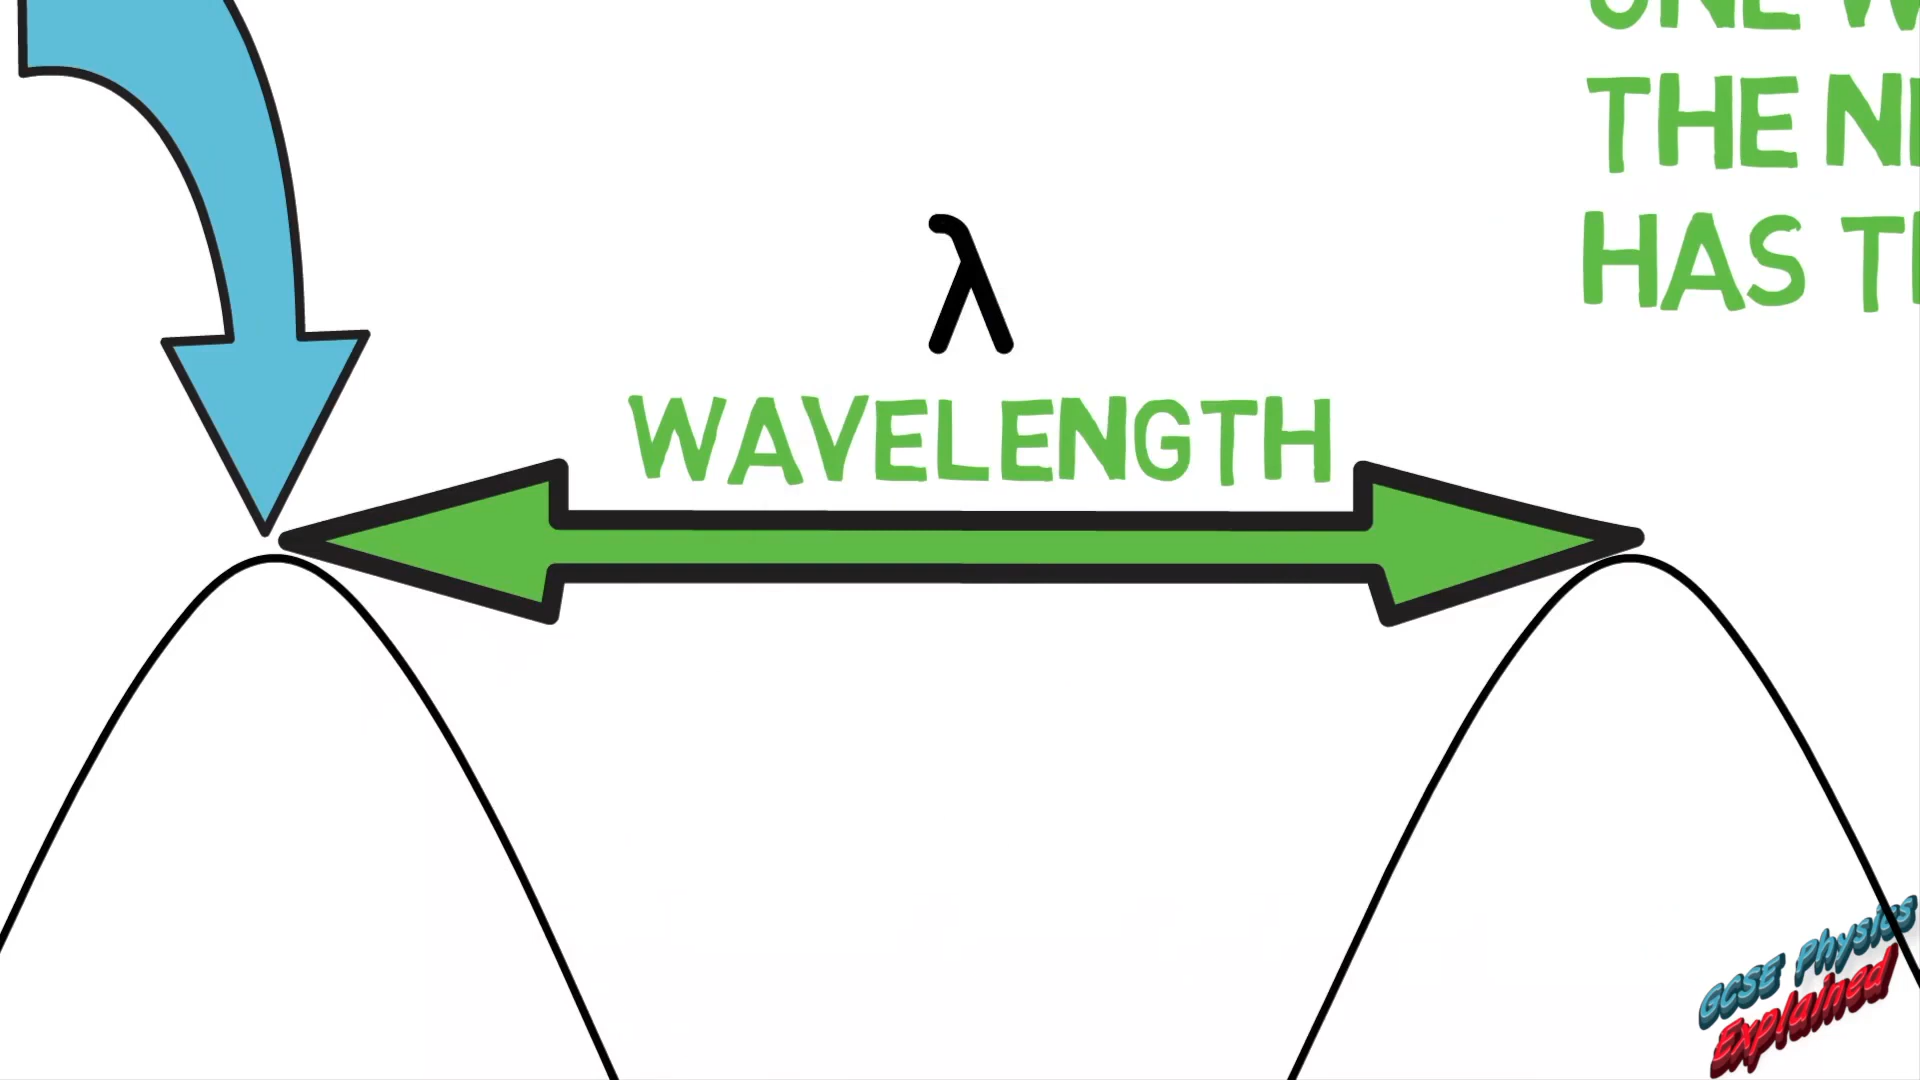 THE
HAS
λ
WAVELENGTH
GCSE Physics
Explained